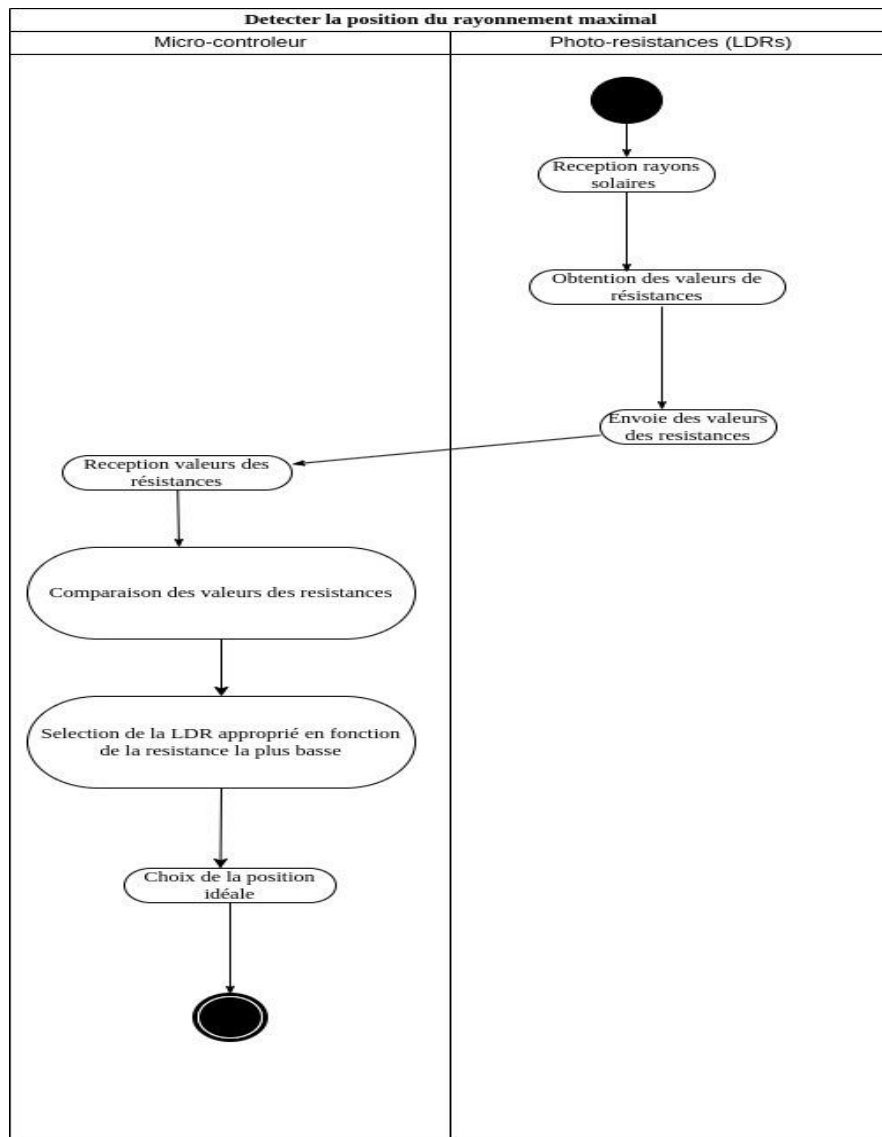 Detecter la position du rayonnement maximal
Micro-controleur
Photo-resistances (LDRs)
Reception rayons
solaires
Obtention des valeurs de
résistances
Envoie des valeurs
des resistances
Reception valeurs des
résistances
Comparaison des valeurs des resistances
Selection de la LDR approprié en fonction
de la resistance la plus basse
Choix de la position
idéale